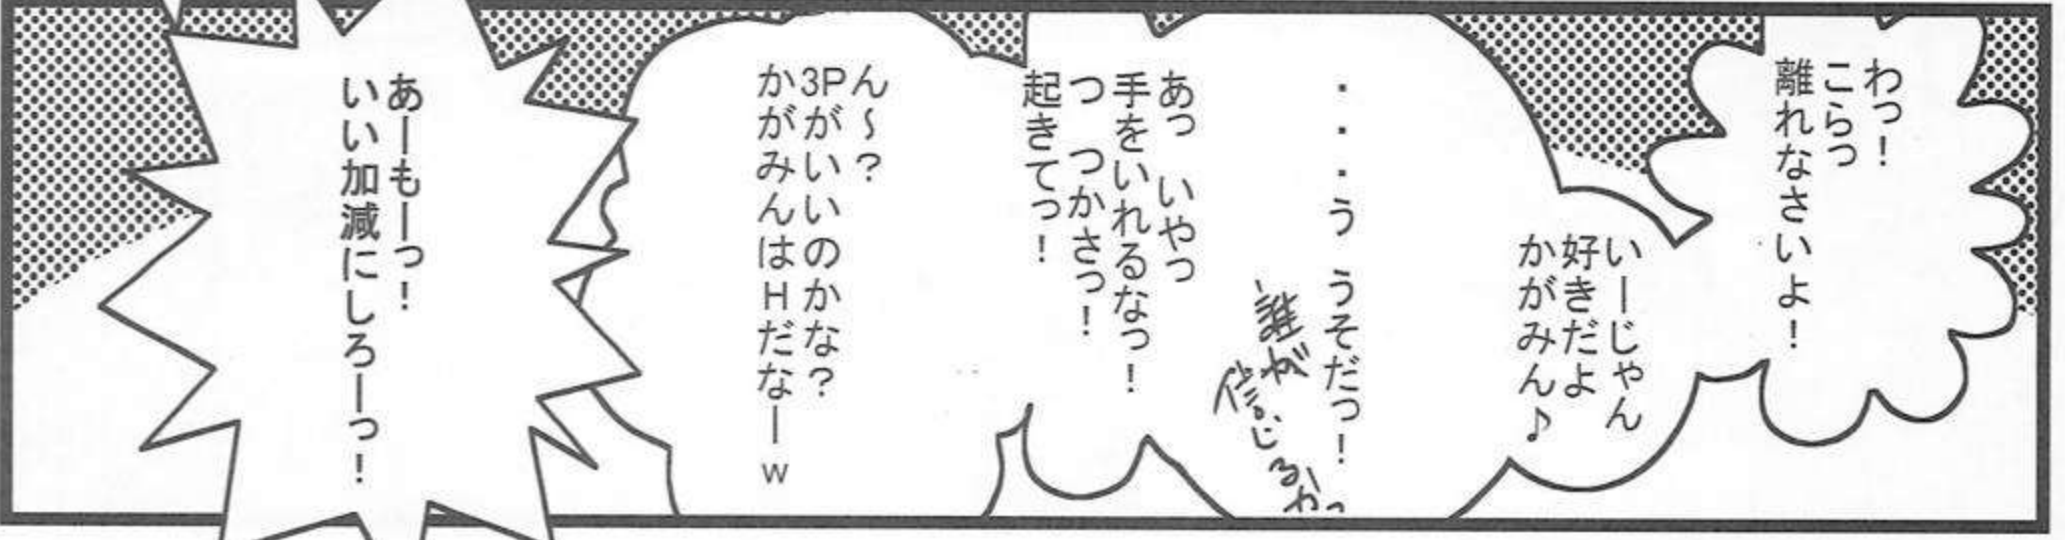 わっ！
こらっ
離れなさいよ！
いーじゃん
好きだよ
かがみん♪
・・・う うそだっ！
誰が
信じるかっ
あっ いやっ
手をいれるなっ！
つ つかさっ！
起きてっ！
ん～？
3Pがいいのかな？
かがみんはHだなーw
あーもーっ！
いい加減にしろーっ！